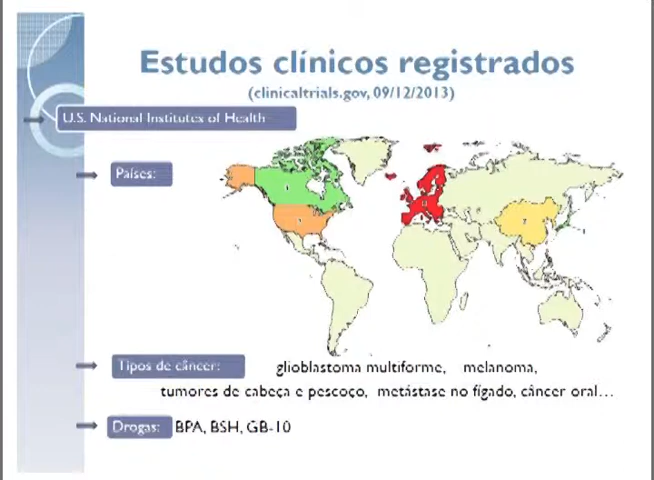 Estudos clínicos registrados
(clinicaltrials.gov, 09/12/2013)
U.S. National Institutes of Health
Países:
Tipos de câncer:
glioblastoma multiforme, melanoma,
tumores de cabeça e pescoço, metástase no fígado, câncer oral...
Drogas:
BPA, BSH, GB-10